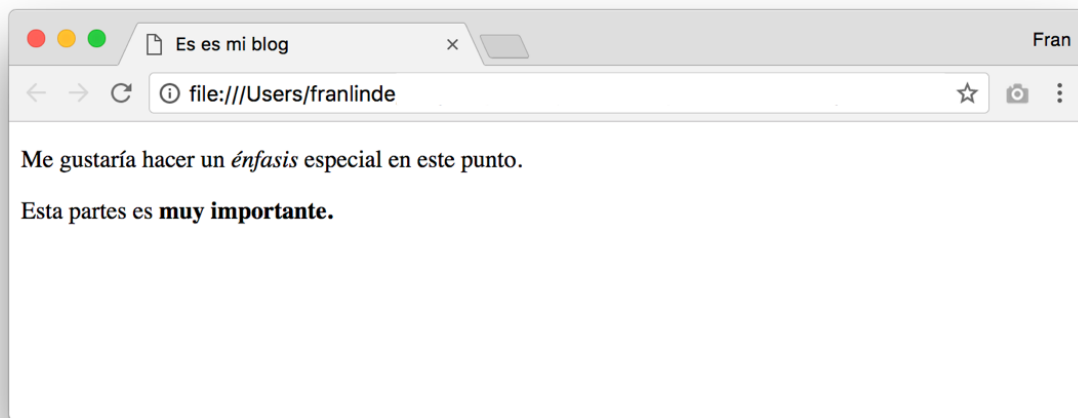 Es es mi blog
Fran
file:///Users/franlinde
Me gustaría hacer un énfasis especial en este punto.
Esta partes es muy importante.